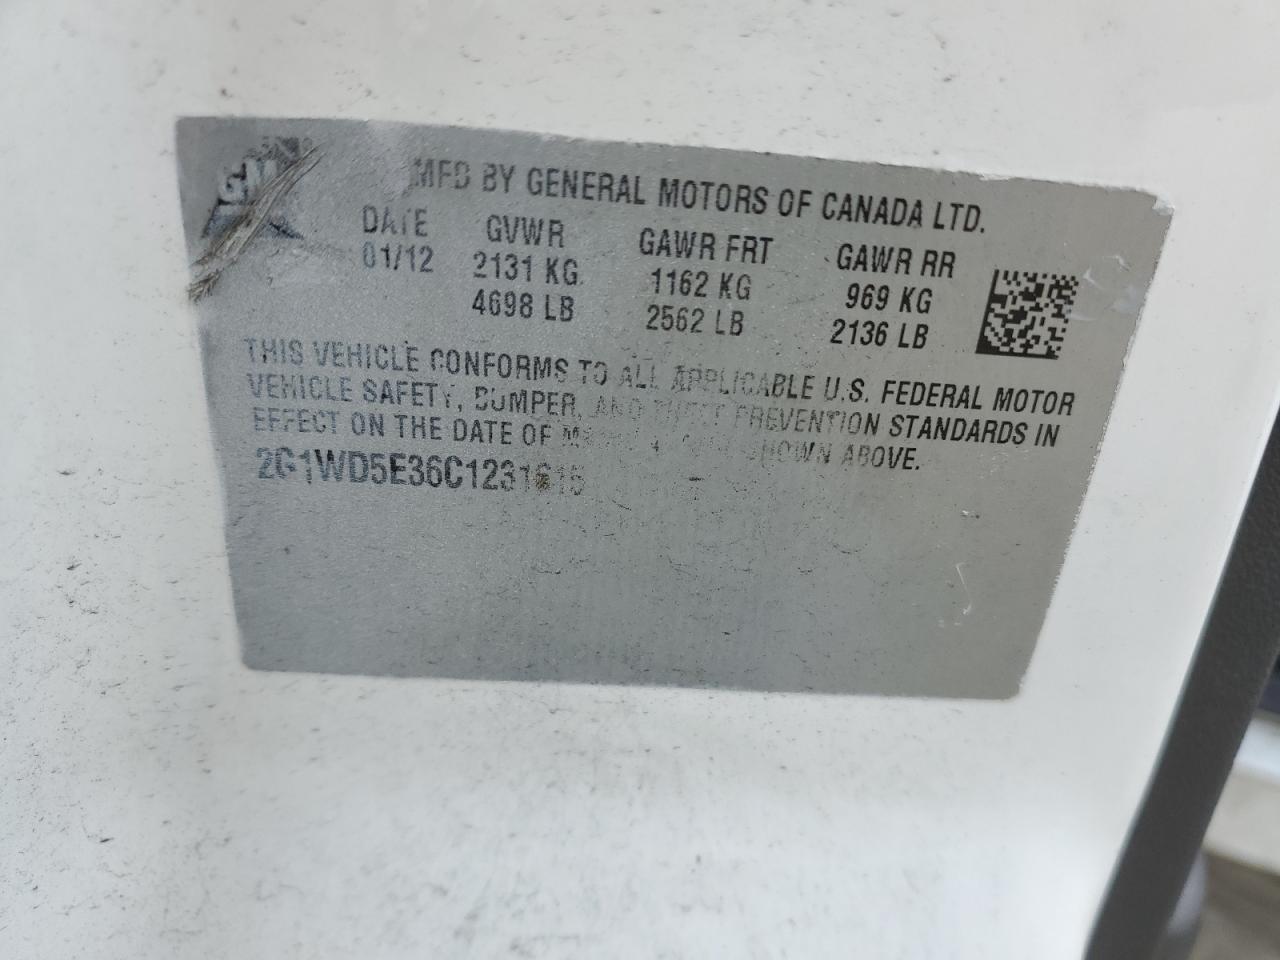 GM
MFD BY GENERAL MOTORS OF CANADA LTD.
DATE GVWR GAWR FRT GAWR RR
01/12 2131 KG 1162 KG 969 KG
4698 LB 2562 LB 2136 LB
THIS VEHICLE CONFORMS TO ALL APPLICABLE U.S. FEDERAL MOTOR
VEHICLE SAFETY, BUMPER, AND THEFT PREVENTION STANDARDS IN
EFFECT ON THE DATE OF SHOWN ABOVE.